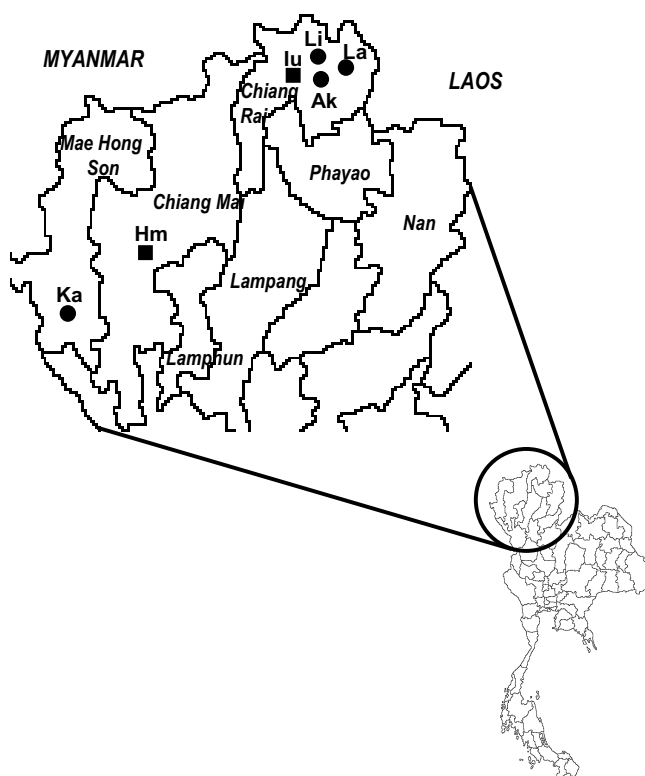 MYANMAR
Li
La
Iu
LAOS
Chiang
Rai
Ak
Mae Hong
Son
Phayao
Chiang Mai
Nan
Hm
Lampang
Ka
Lamphun